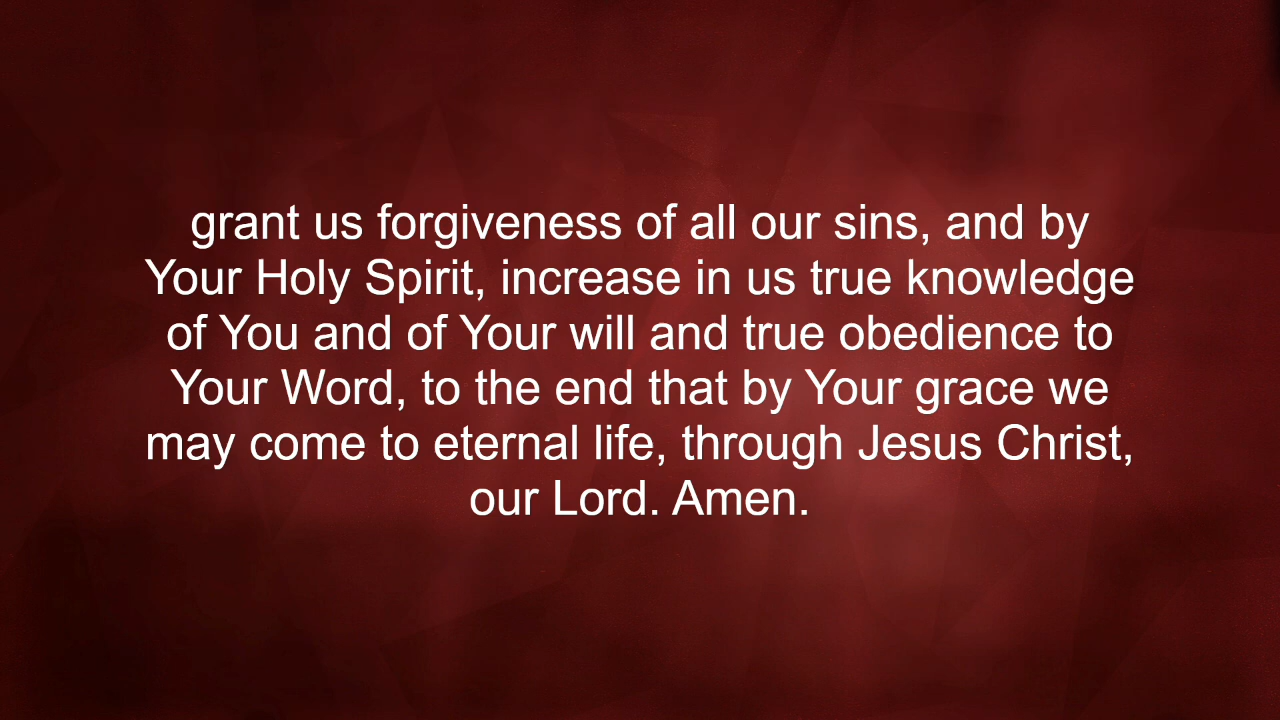 grant us forgiveness of all our sins, and by
Your Holy Spirit, increase in us true knowledge
of You and of Your will and true obedience to
Your Word, to the end that by Your grace we
may come to eternal life, through Jesus Christ,
our Lord. Amen.